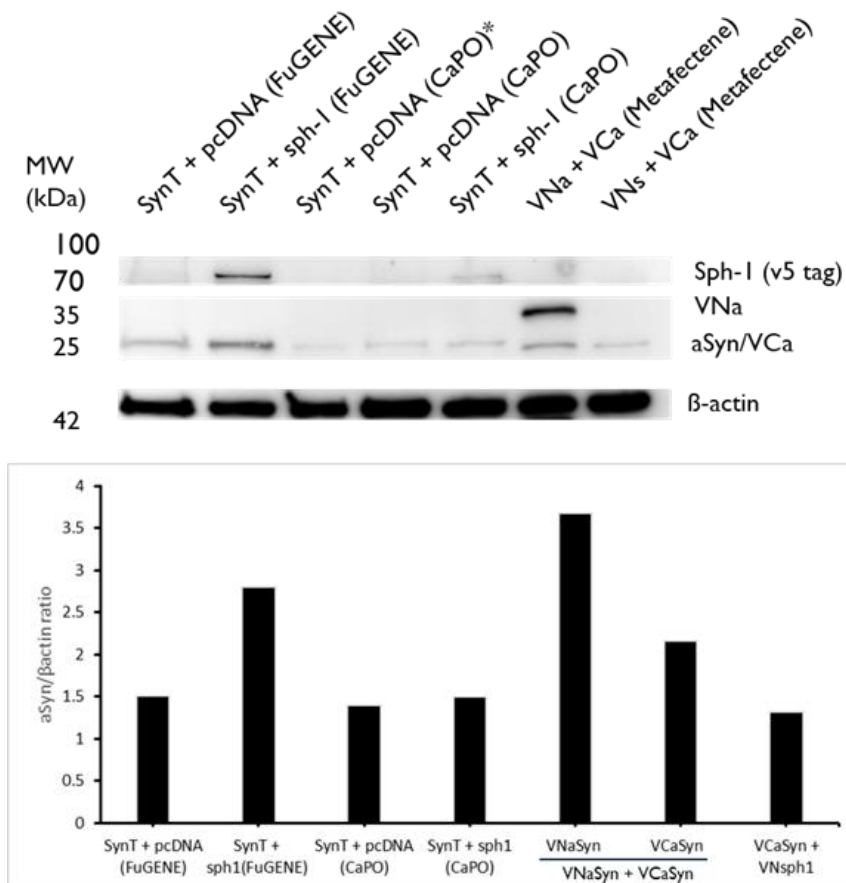 SynT + pcDNA (FuGENE)
SynT + sph-1 (FuGENE)
SynT + pcDNA (CaPO)*
SynT + pcDNA (CaPO)
SynT + sph-1 (CaPO)
VNa + VCa (Metafectene)
VNs + VCa (Metafectene)
MW
(kDa)
100
70
35
25
42
Sph-1 (v5 tag)
VNa
aSyn/VCa
ß-actin
aSyn/βactin ratio
4
3.5
3
2.5
2
1.5
1
0.5
0
SynT + pcDNA
(FuGENE)
SynT +
sph1(FuGENE)
SynT + pcDNA
(CaPO)
SynT + sph1
(CaPO)
VNaSyn
VCaSyn
VNaSyn + VCaSyn
VCaSyn +
VNsph1